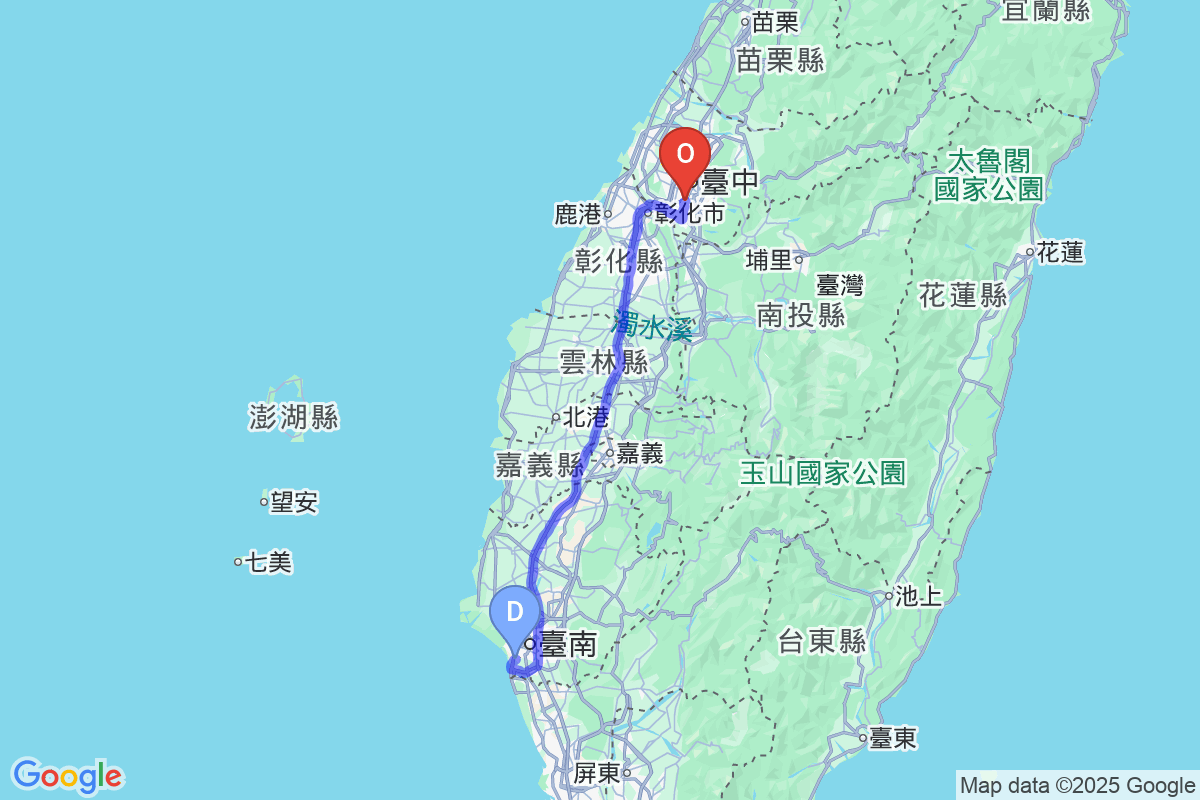 宜蘭縣
苗栗
苗栗縣
O
臺中
太魯閣
國家公園
鹿港
彰化市
花蓮
彰化縣
埔里
臺灣
花蓮縣
南投縣
濁水溪
雲林縣
澎湖縣
北港
嘉義
嘉義縣
玉山國家公園
望安
七美
池上
D
臺南
台東縣
臺東
屏東
Google
Map data ©2025 Google